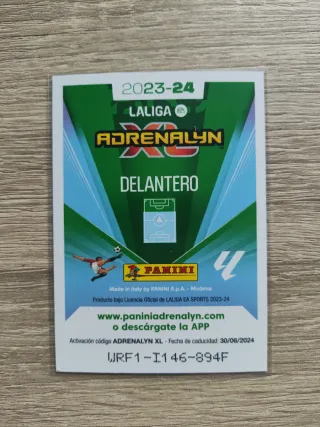 2023-24
LALIGA
ADRENALYN
XL
DELANTERO
PANINI
Made in Italy by PANINI S.p.A. - Modena
Producto bajo Licencia Oficial de LALIGA EA SPORTS 2023-24
www.paniniadrenalyn.com
o descárgate la APP
Activación código ADRENALYN XL - Fecha de caducidad 30/06/2024
WRF1-I146-894F